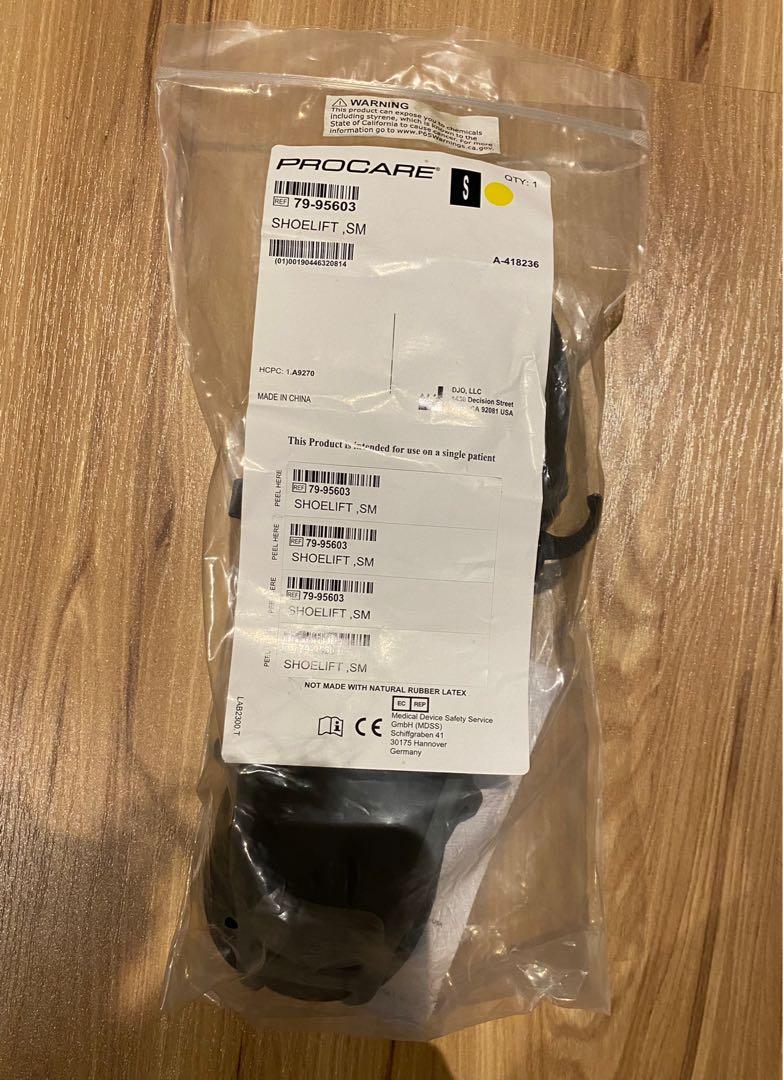 ⚠ WARNING
This product can expose you to chemicals
including styrene, which is known to the
State of California to cause cancer. For more
information go to www.P65Warnings.ca.gov.
PROCARE®
S
QTY: 1
REF 79-95603
SHOELIFT ,SM
(01)00190446320814
A-418236
HCPC: 1.A9270
MADE IN CHINA
DJO, LLC
1430 Decision Street
CA 92081 USA
This Product is intended for use on a single patient
PEEL HERE
REF 79-95603
SHOELIFT ,SM
PEEL HERE
REF 79-95603
SHOELIFT ,SM
PEEL HERE
REF 79-95603
SHOELIFT ,SM
SHOELIFT ,SM
NOT MADE WITH NATURAL RUBBER LATEX
EC REP
Medical Device Safety Service
GmbH (MDSS)
Schiffgraben 41
30175 Hannover
Germany
CE
LAB2300.T